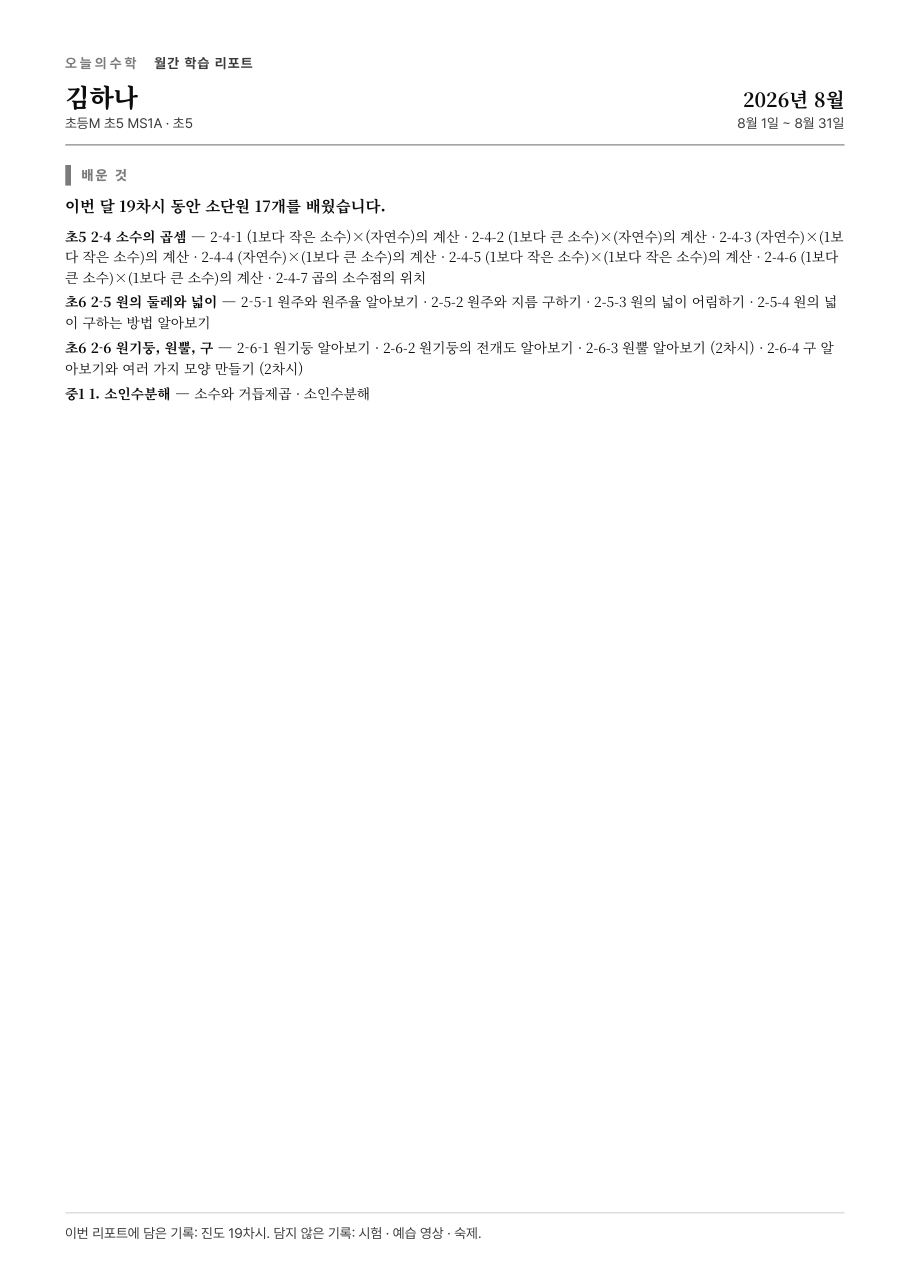 오늘의수학 월간 학습 리포트
김하나
2026년 8월
초등M 초5 MS1A · 초5
8월 1일 ~ 8월 31일
배운 것
이번 달 19차시 동안 소단원 17개를 배웠습니다.
초5 2-4 소수의 곱셈 — 2-4-1 (1보다 작은 소수)×(자연수)의 계산 · 2-4-2 (1보다 큰 소수)×(자연수)의 계산 · 2-4-3 (자연수)×(1보
다 작은 소수)의 계산 · 2-4-4 (자연수)×(1보다 큰 소수)의 계산 · 2-4-5 (1보다 작은 소수)×(1보다 작은 소수)의 계산 · 2-4-6 (1보다
큰 소수)×(1보다 큰 소수)의 계산 · 2-4-7 곱의 소수점의 위치
초6 2-5 원의 둘레와 넓이 — 2-5-1 원주와 원주율 알아보기 · 2-5-2 원주와 지름 구하기 · 2-5-3 원의 넓이 어림하기 · 2-5-4 원의 넓
이 구하는 방법 알아보기
초6 2-6 원기둥, 원뿔, 구 — 2-6-1 원기둥 알아보기 · 2-6-2 원기둥의 전개도 알아보기 · 2-6-3 원뿔 알아보기 (2차시) · 2-6-4 구 알
아보기와 여러 가지 모양 만들기 (2차시)
중1 1. 소인수분해 — 소수와 거듭제곱 · 소인수분해
이번 리포트에 담은 기록: 진도 19차시. 담지 않은 기록: 시험 · 예습 영상 · 숙제.